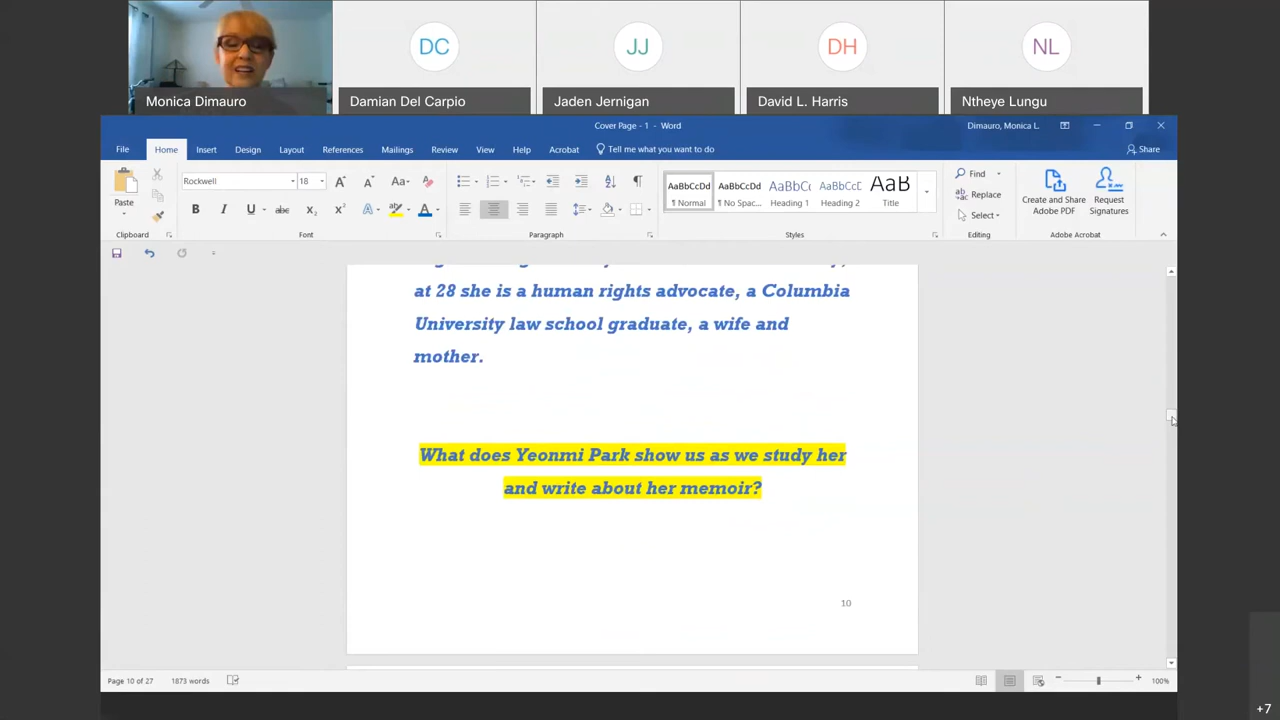 DC JJ DH NL
Monica Dimauro Damian Del Carpio Jaden Jernigan David L. Harris Ntheye Lungu
Cover Page - 1 - Word Dimauro, Monica L.
File Home Insert Design Layout References Mailings Review View Help Acrobat Tell me what you want to do Share
Rockwell 18 Aa AaBbCcDd AaBbCcDd AaBbCc AaBbCcD AaB Find
Paste ¶ Normal ¶ No Spac... Heading 1 Heading 2 Title Replace Create and Share Request
B I U abc Select Adobe PDF Signatures
Clipboard Font Paragraph Styles Editing Adobe Acrobat
at 28 she is a human rights advocate, a Columbia
University law school graduate, a wife and
mother.
What does Yeonmi Park show us as we study her
and write about her memoir?
10
Page 10 of 27 1873 words 100%
+7